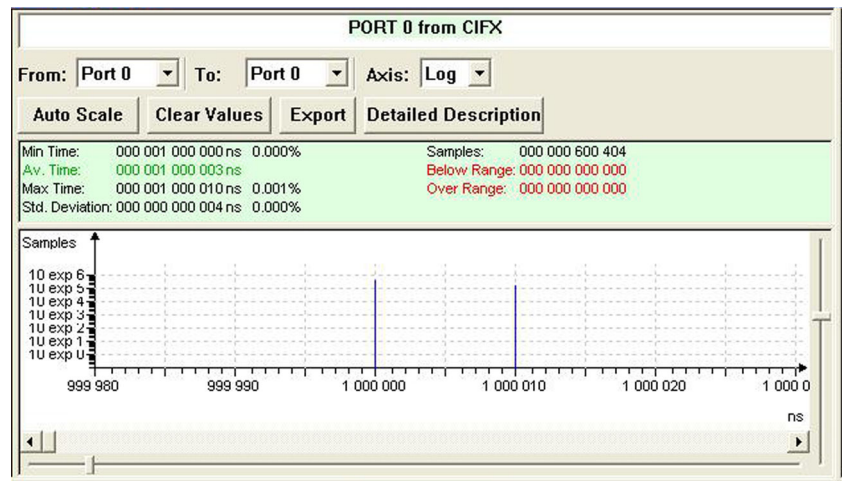 PORT 0 from CIFX
From: Port 0 To: Port 0 Axis: Log
Auto Scale Clear Values Export Detailed Description
Min Time: 000 001 000 000 ns 0.000% Samples: 000 000 600 404
Av. Time: 000 001 000 003 ns Below Range: 000 000 000 000
Max Time: 000 001 000 010 ns 0.001% Over Range: 000 000 000 000
Std. Deviation: 000 000 000 004 ns 0.000%
Samples
10 exp 6
10 exp 5
10 exp 4
10 exp 3
10 exp 2
10 exp 1
10 exp 0
999 980 999 990 1 000 000 1 000 010 1 000 020 1 000 0
ns